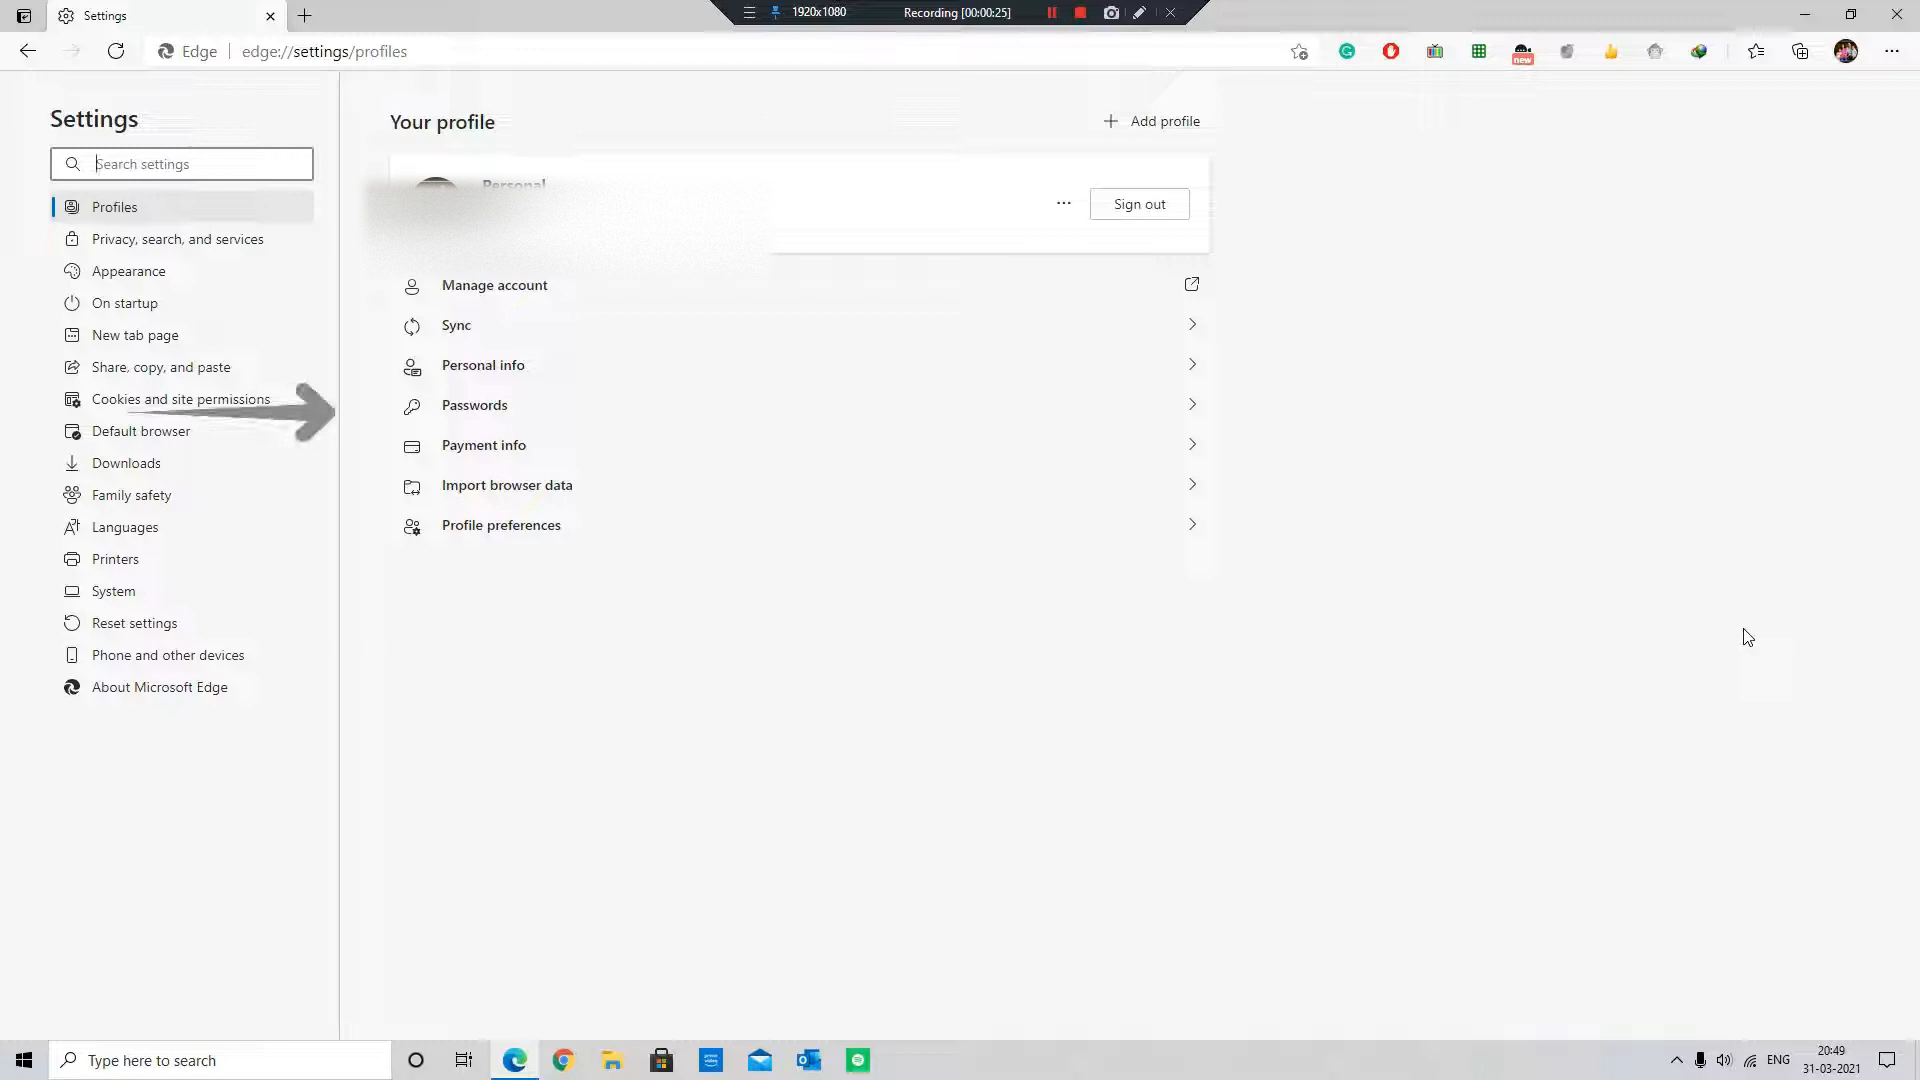 Settings
1920x1080
Recording [00:00:25]
Edge
edge://settings/profiles
new
Settings
Search settings
Profiles
Privacy, search, and services
Appearance
On startup
New tab page
Share, copy, and paste
Cookies and site permissions
Default browser
Downloads
Family safety
Languages
Printers
System
Reset settings
Phone and other devices
About Microsoft Edge
Your profile
Add profile
Personal
Sign out
Manage account
Sync
Personal info
Passwords
Payment info
Import browser data
Profile preferences
Type here to search
ENG
20:49
31-03-2021